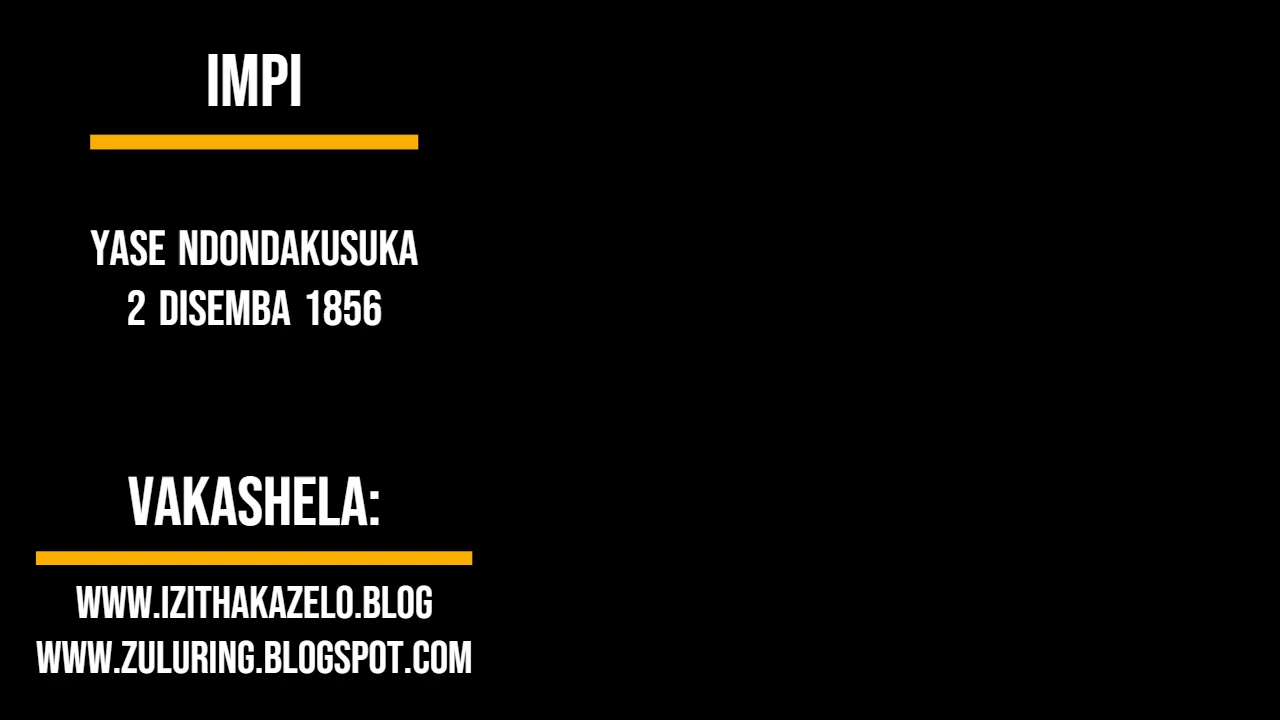 IMPI
YASE NDONDAKUSUKA
2 DISEMBA 1856
VAKASHELA:
WWW.IZITHAKAZELO.BLOG
WWW.ZULURING.BLOGSPOT.COM